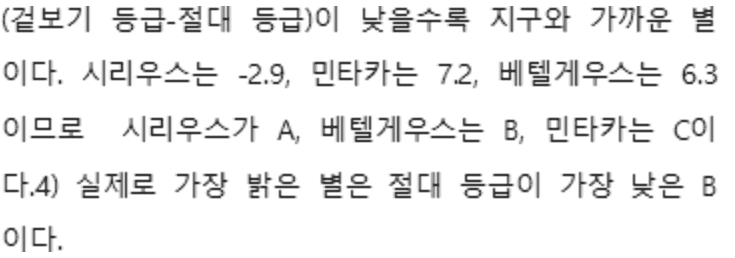 (겉보기 등급-절대 등급)이 낮을수록 지구와 가까운 별
이다. 시리우스는 -2.9, 민타카는 7.2, 베텔게우스는 6.3
이므로 시리우스가 A, 베텔게우스는 B, 민타카는 C이
다.4) 실제로 가장 밝은 별은 절대 등급이 가장 낮은 B
이다.